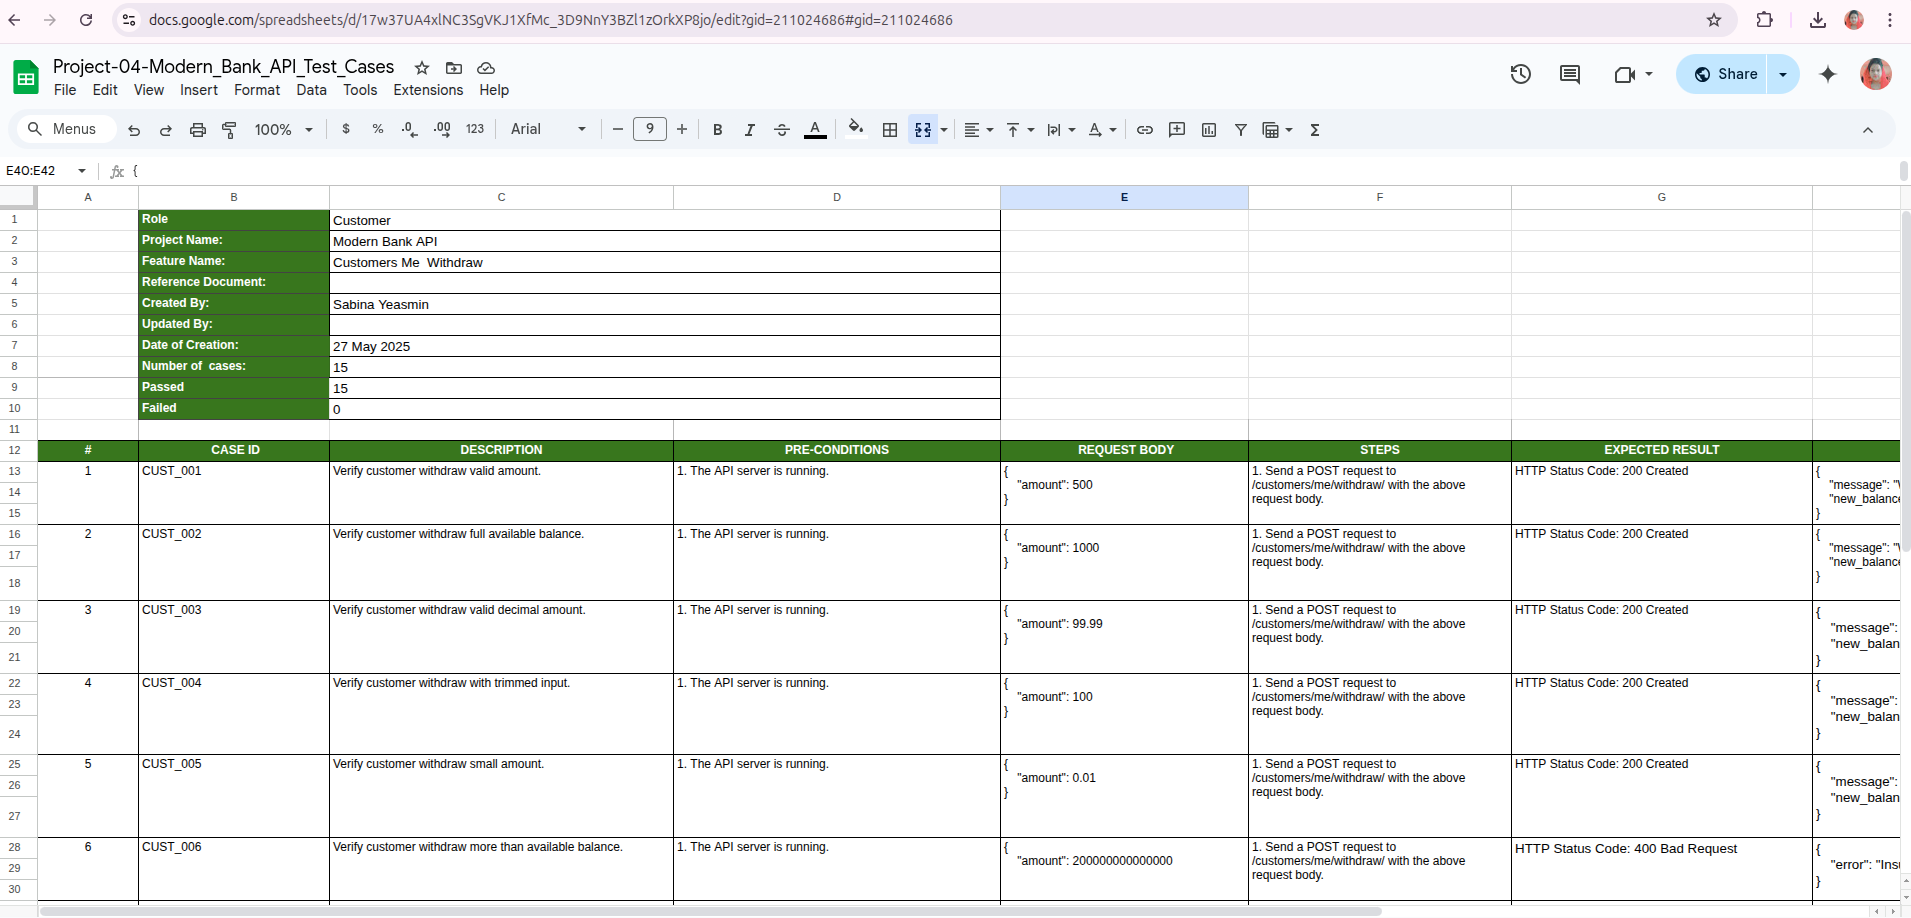 docs.google.com/spreadsheets/d/17w37UA4xlNC3SgVKJ1XfMc_3D9NnY3BZl1zOrkXP8jo/edit?gid=211024686#gid=211024686
Project-04-Modern_Bank_API_Test_Cases
File Edit View Insert Format Data Tools Extensions Help
Share
Menus 100% $ % .0 .00 123 Arial 9 B I S A
E40:E42 fx {
A B C D E F G
1 Role Customer
2 Project Name: Modern Bank API
3 Feature Name: Customers Me  Withdraw
4 Reference Document:
5 Created By: Sabina Yeasmin
6 Updated By:
7 Date of Creation: 27 May 2025
8 Number of  cases: 15
9 Passed 15
10 Failed 0
11
12 # CASE ID DESCRIPTION PRE-CONDITIONS REQUEST BODY STEPS EXPECTED RESULT
13 1 CUST_001 Verify customer withdraw valid amount. 1. The API server is running. { 1. Send a POST request to HTTP Status Code: 200 Created {
14 "amount": 500 /customers/me/withdraw/ with the above "message": "
15 } request body. "new_balance
}
16 2 CUST_002 Verify customer withdraw full available balance. 1. The API server is running. { 1. Send a POST request to HTTP Status Code: 200 Created {
17 "amount": 1000 /customers/me/withdraw/ with the above "message": "
} request body. "new_balance
18 }
19 3 CUST_003 Verify customer withdraw valid decimal amount. 1. The API server is running. { 1. Send a POST request to HTTP Status Code: 200 Created {
20 "amount": 99.99 /customers/me/withdraw/ with the above "message":
} request body. "new_balan
21 }
22 4 CUST_004 Verify customer withdraw with trimmed input. 1. The API server is running. { 1. Send a POST request to HTTP Status Code: 200 Created {
23 "amount": 100 /customers/me/withdraw/ with the above "message":
} request body. "new_balan
24 }
25 5 CUST_005 Verify customer withdraw small amount. 1. The API server is running. { 1. Send a POST request to HTTP Status Code: 200 Created {
26 "amount": 0.01 /customers/me/withdraw/ with the above "message":
} request body. "new_balan
27 }
28 6 CUST_006 Verify customer withdraw more than available balance. 1. The API server is running. { 1. Send a POST request to HTTP Status Code: 400 Bad Request {
29 "amount": 200000000000000 /customers/me/withdraw/ with the above "error": "Insu
30 } request body. }